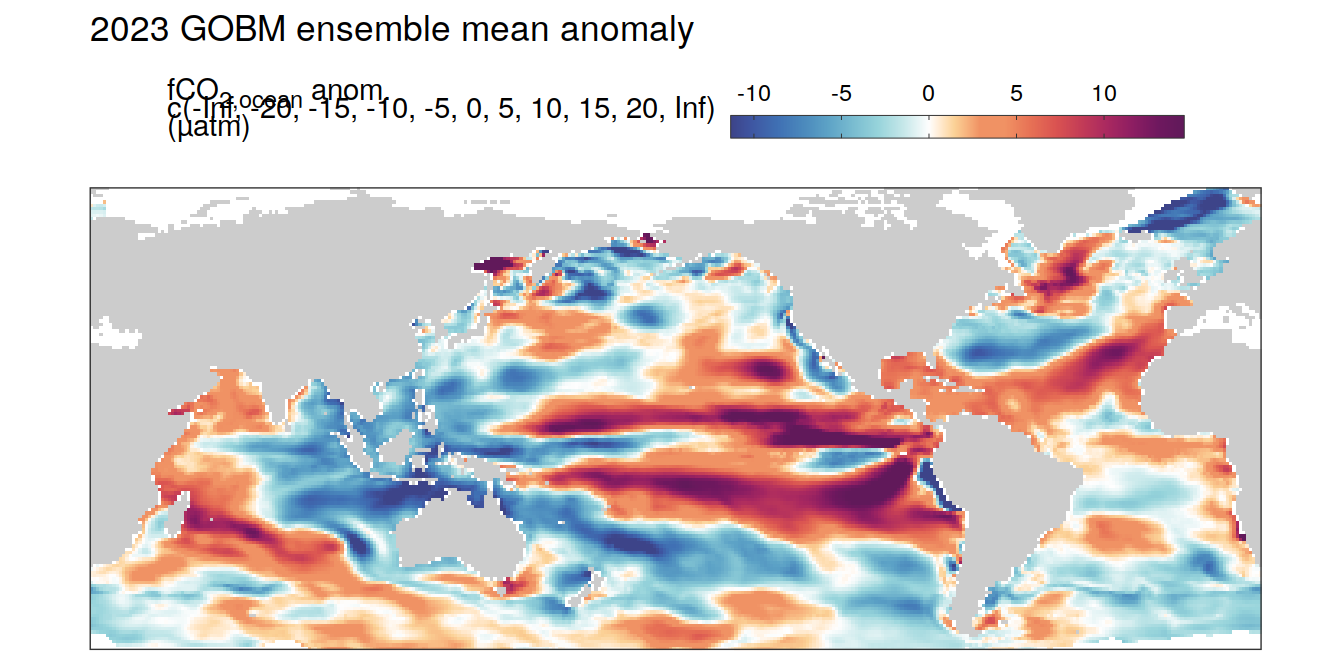 2023 GOBM ensemble mean anomaly
fCO2,ocean anom.
c(-Inf, -20, -15, -10, -5, 0, 5, 10, 15, 20, Inf)
(µatm)
-10 -5 0 5 10